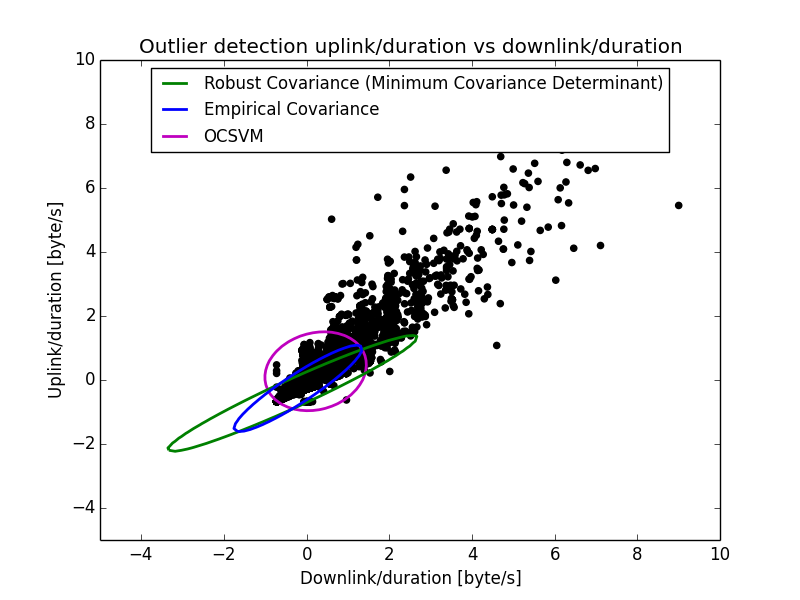 Outlier detection uplink/duration vs downlink/duration
Robust Covariance (Minimum Covariance Determinant)
Empirical Covariance
OCSVM
Uplink/duration [byte/s]
10
8
6
4
2
0
−2
−4
−4 −2 0 2 4 6 8 10
Downlink/duration [byte/s]